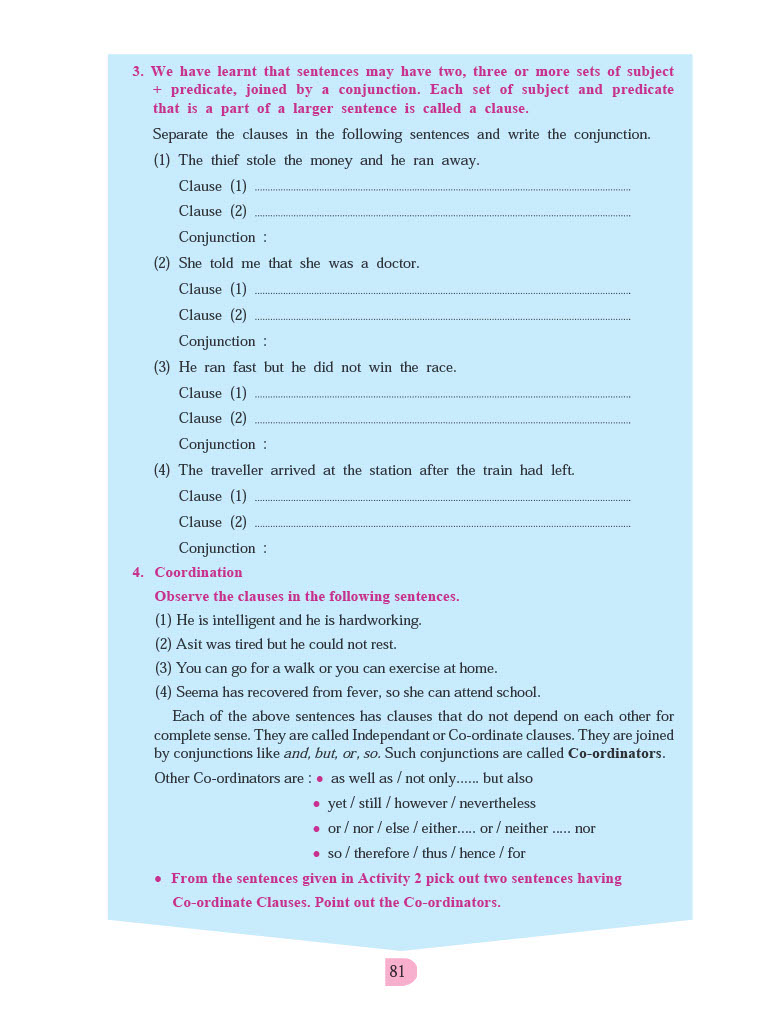 3. We have learnt that sentences may have two, three or more sets of subject
+ predicate, joined by a conjunction. Each set of subject and predicate
that is a part of a larger sentence is called a clause.
Separate the clauses in the following sentences and write the conjunction.
(1) The thief stole the money and he ran away.
Clause (1) ........................................
Clause (2) ........................................
Conjunction :
(2) She told me that she was a doctor.
Clause (1) ........................................
Clause (2) ........................................
Conjunction :
(3) He ran fast but he did not win the race.
Clause (1) ........................................
Clause (2) ........................................
Conjunction :
(4) The traveller arrived at the station after the train had left.
Clause (1) ........................................
Clause (2) ........................................
Conjunction :
4. Coordination
Observe the clauses in the following sentences.
(1) He is intelligent and he is hardworking.
(2) Asit was tired but he could not rest.
(3) You can go for a walk or you can exercise at home.
(4) Seema has recovered from fever, so she can attend school.
Each of the above sentences has clauses that do not depend on each other for
complete sense. They are called Independant or Co-ordinate clauses. They are joined
by conjunctions like and, but, or, so. Such conjunctions are called Co-ordinators.
Other Co-ordinators are : • as well as / not only...... but also
• yet / still / however / nevertheless
• or / nor / else / either..... or / neither ..... nor
• so / therefore / thus / hence / for
• From the sentences given in Activity 2 pick out two sentences having
Co-ordinate Clauses. Point out the Co-ordinators.
81